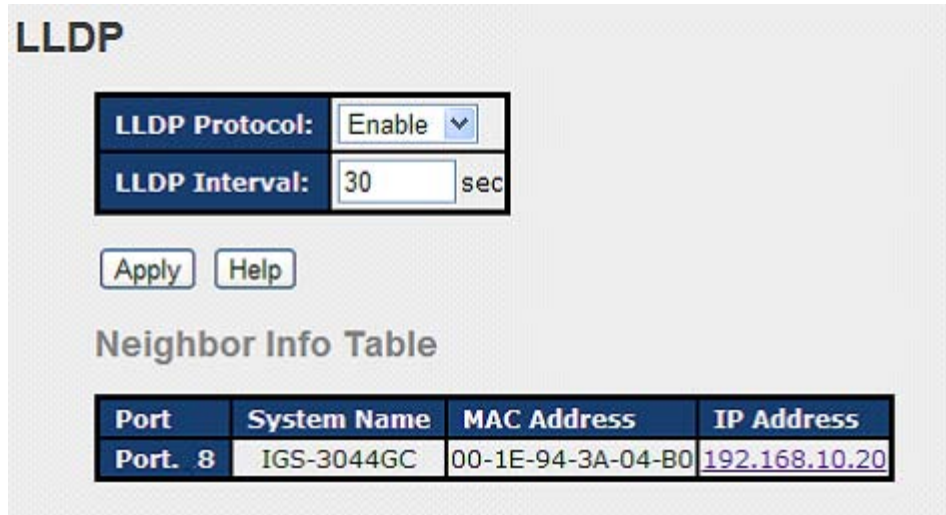 LLDP
LLDP Protocol: Enable
LLDP Interval: 30 sec
Apply Help
Neighbor Info Table
Port System Name MAC Address IP Address
Port. 8 IGS-3044GC 00-1E-94-3A-04-B0 192.168.10.20